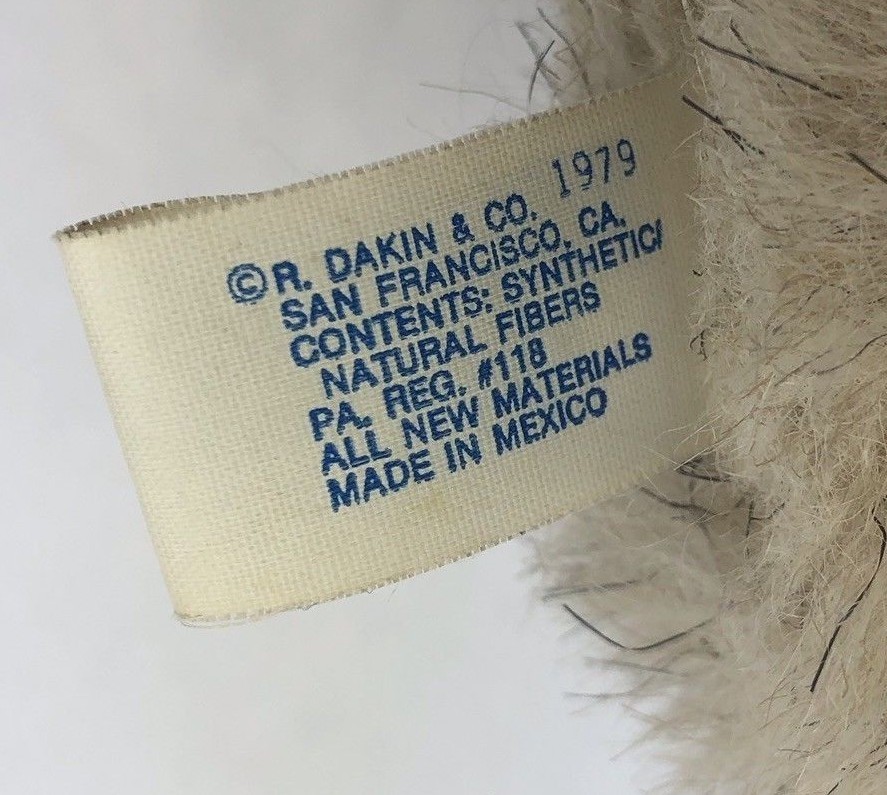 ©R. DAKIN & CO. 1979
SAN FRANCISCO, CA.
CONTENTS: SYNTHETIC/
NATURAL FIBERS
PA. REG. #118
ALL NEW MATERIALS
MADE IN MEXICO